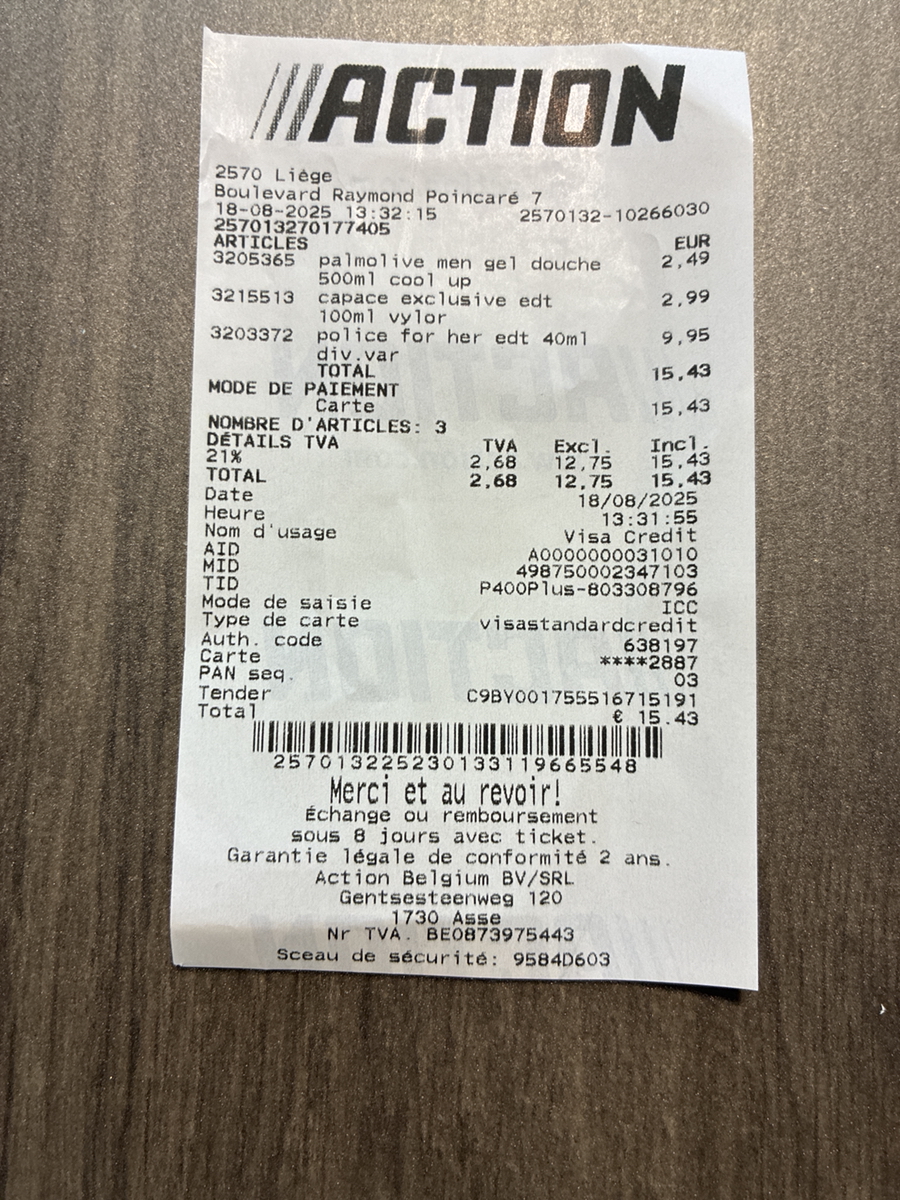 ///ACTION
2570 Liège
Boulevard Raymond Poincaré 7
18-08-2025 13:32:15 2570132-10266030
257013270177405
ARTICLES EUR
3205365 palmolive men gel douche 2,49
500ml cool up
3215513 capace exclusive edt 2,99
100ml vylor
3203372 police for her edt 40ml 9,95
div.var
TOTAL 15,43
MODE DE PAIEMENT
Carte 15,43
NOMBRE D'ARTICLES: 3
DÉTAILS TVA TVA Excl. Incl.
21% 2,68 12,75 15,43
TOTAL 2,68 12,75 15,43
Date 18/08/2025
Heure 13:31:55
Nom d'usage Visa Credit
AID A0000000031010
MID 498750002347103
TID P400Plus-803308796
Mode de saisie ICC
Type de carte visastandardcredit
Auth. code 638197
Carte ****2887
PAN seq. 03
Tender C9BY001755516715191
Total € 15.43
257013225230133119665548
Merci et au revoir!
Échange ou remboursement
sous 8 jours avec ticket.
Garantie légale de conformité 2 ans.
Action Belgium BV/SRL
Gentsesteenweg 120
1730 Asse
Nr TVA. BE0873975443
Sceau de sécurité: 9584D603